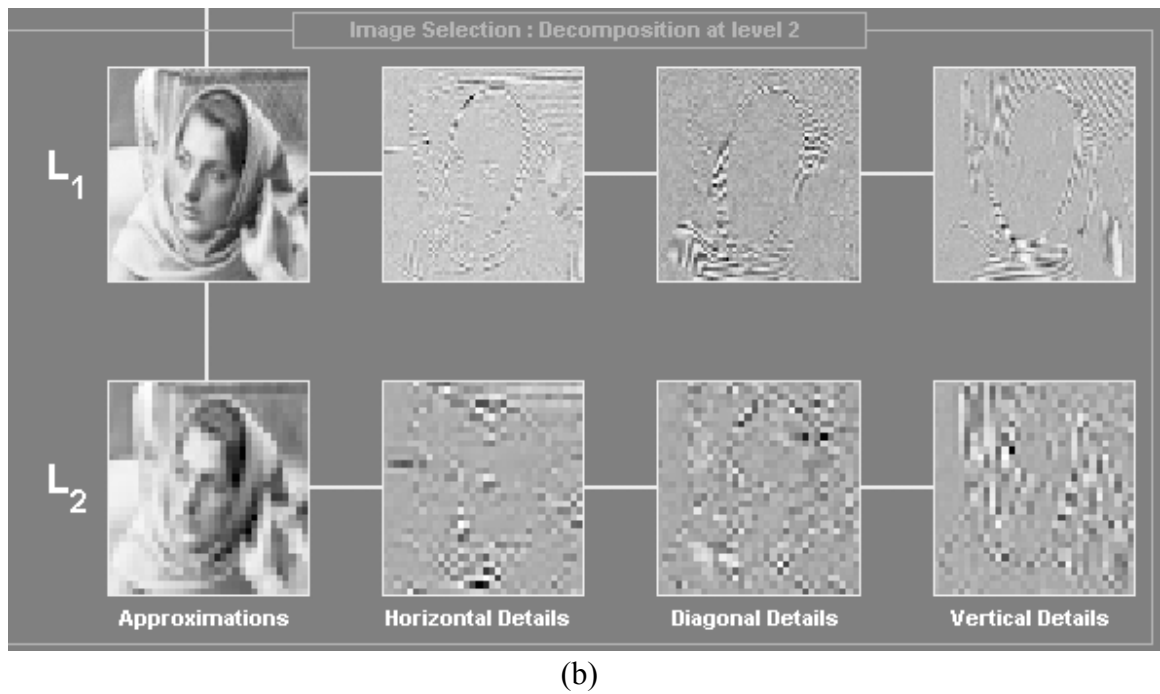 Image Selection : Decomposition at level 2
L1
L2
Approximations Horizontal Details Diagonal Details Vertical Details
(b)